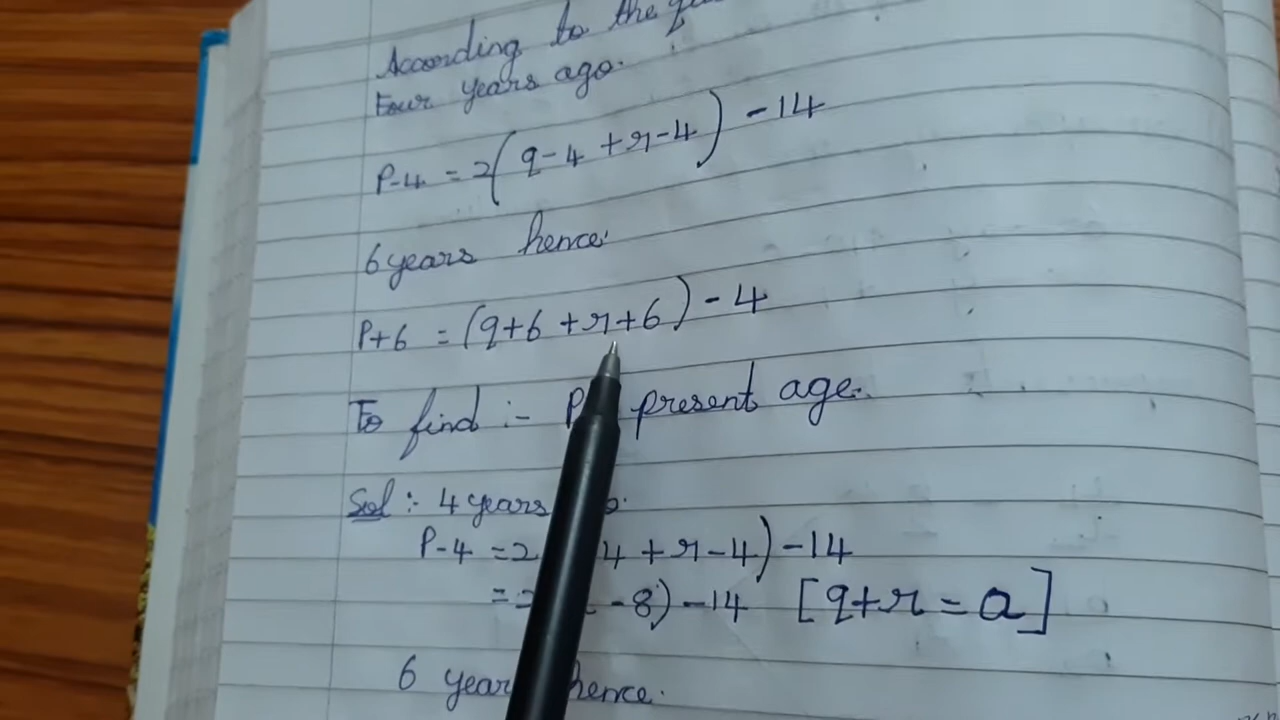 According to the
Four years ago.
P-4 = 2(q-4+r-4) -14
6 years hence.
P+6 = (q+6+r+6) -4
To find :- P present age.
Sol :- 4 years
P-4 =2 4+r-4) -14
= -8) -14 [q+r=a]
6 years hence.